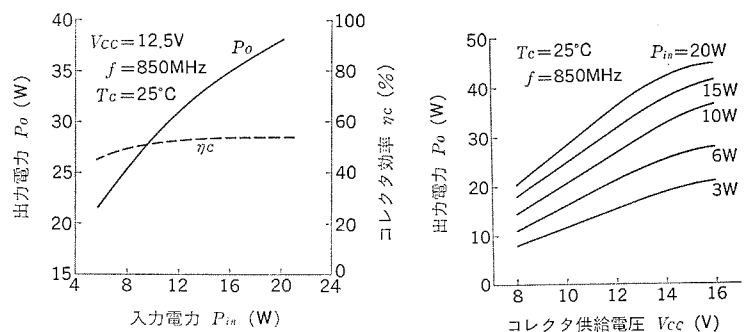 出力電力 Po (W)
40
35
30
25
20
15
VCC=12.5V
f=850MHz
Tc=25°C
Po
ηc
100
80
60
40
20
0
コレクタ効率 ηc (%)
4 8 12 16 20 24
入力電力 Pin (W)
出力電力 Po (W)
50
40
30
20
10
0
Tc=25°C
f=850MHz
Pin=20W
15W
10W
6W
3W
8 10 12 14 16
コレクタ供給電圧 VCC (V)